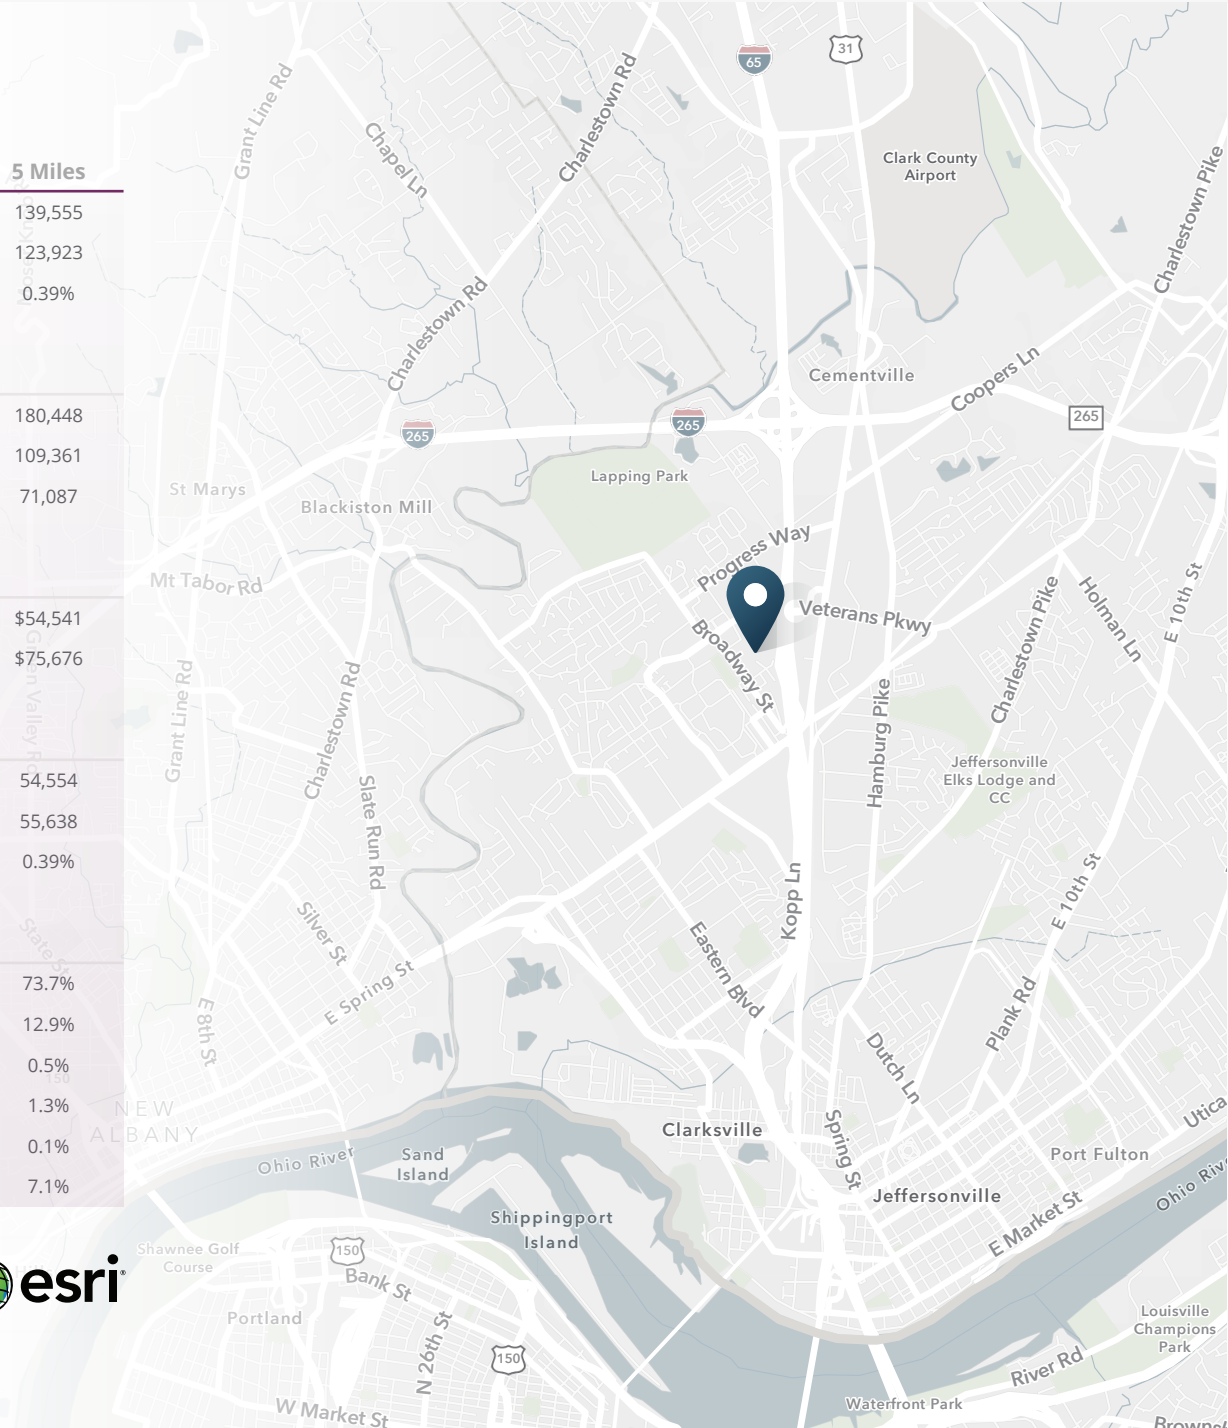 5 Miles
139,555
123,923
0.39%
180,448
109,361
71,087
$54,541
$75,676
54,554
55,638
0.39%
73.7%
12.9%
0.5%
1.3%
0.1%
7.1%
esri
65
31
Grant Line Rd
Chapel Ln
Charlestown Rd
Clark County
Airport
Charlestown Pike
Charlestown Rd
Cementville
Coopers Ln
265
265
265
St Marys
Blackiston Mill
Lapping Park
Progress Way
Mt Tabor Rd
Veterans Pkwy
Broadway St
Holman Ln
E 10th St
Charlestown Pike
Green Valley Rd
Grant Line Rd
Charlestown Rd
Hamburg Pike
Jeffersonville
Elks Lodge and
CC
Slate Run Rd
Kopp Ln
E 10th St
State St
Silver St
Eastern Blvd
E Spring St
Plank Rd
E 8th St
Dutch Ln
150
NEW
ALBANY
Clarksville
Spring St
Utica
Port Fulton
Ohio River
Sand
Island
Jeffersonville
Ohio Riv
E Market St
Shippingport
Island
Shawnee Golf
Course
150
Bank St
Portland
N 26th St
150
Louisville
Champions
Park
River Rd
W Market St
Waterfront Park